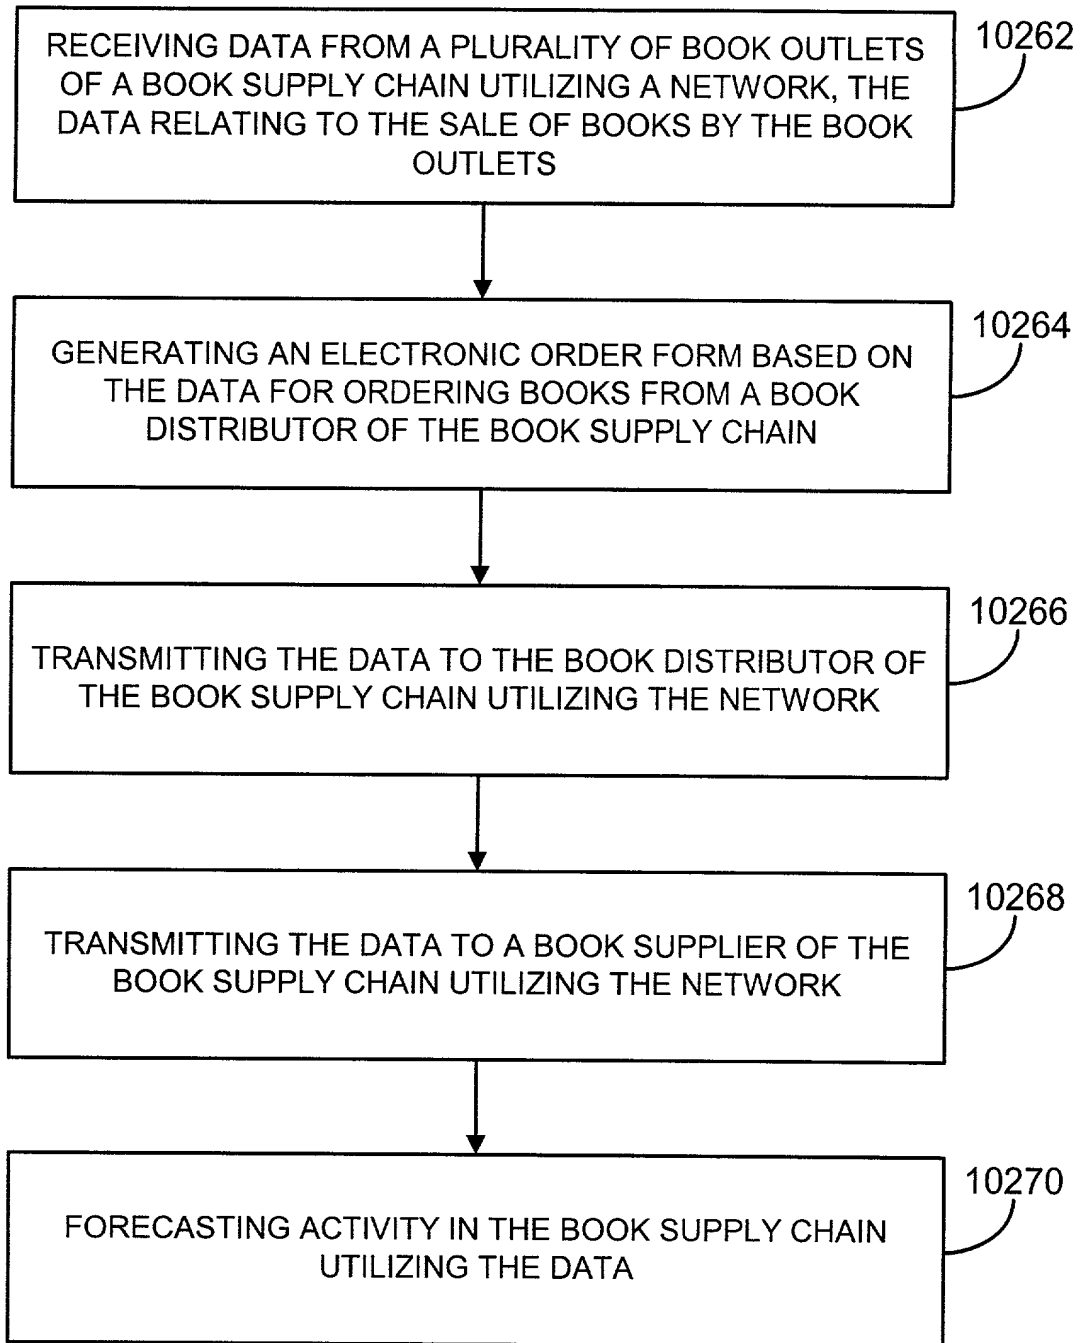 RECEIVING DATA FROM A PLURALITY OF BOOK OUTLETS
OF A BOOK SUPPLY CHAIN UTILIZING A NETWORK, THE
DATA RELATING TO THE SALE OF BOOKS BY THE BOOK
OUTLETS
10262
GENERATING AN ELECTRONIC ORDER FORM BASED ON
THE DATA FOR ORDERING BOOKS FROM A BOOK
DISTRIBUTOR OF THE BOOK SUPPLY CHAIN
10264
TRANSMITTING THE DATA TO THE BOOK DISTRIBUTOR OF
THE BOOK SUPPLY CHAIN UTILIZING THE NETWORK
10266
TRANSMITTING THE DATA TO A BOOK SUPPLIER OF THE
BOOK SUPPLY CHAIN UTILIZING THE NETWORK
10268
FORECASTING ACTIVITY IN THE BOOK SUPPLY CHAIN
UTILIZING THE DATA
10270